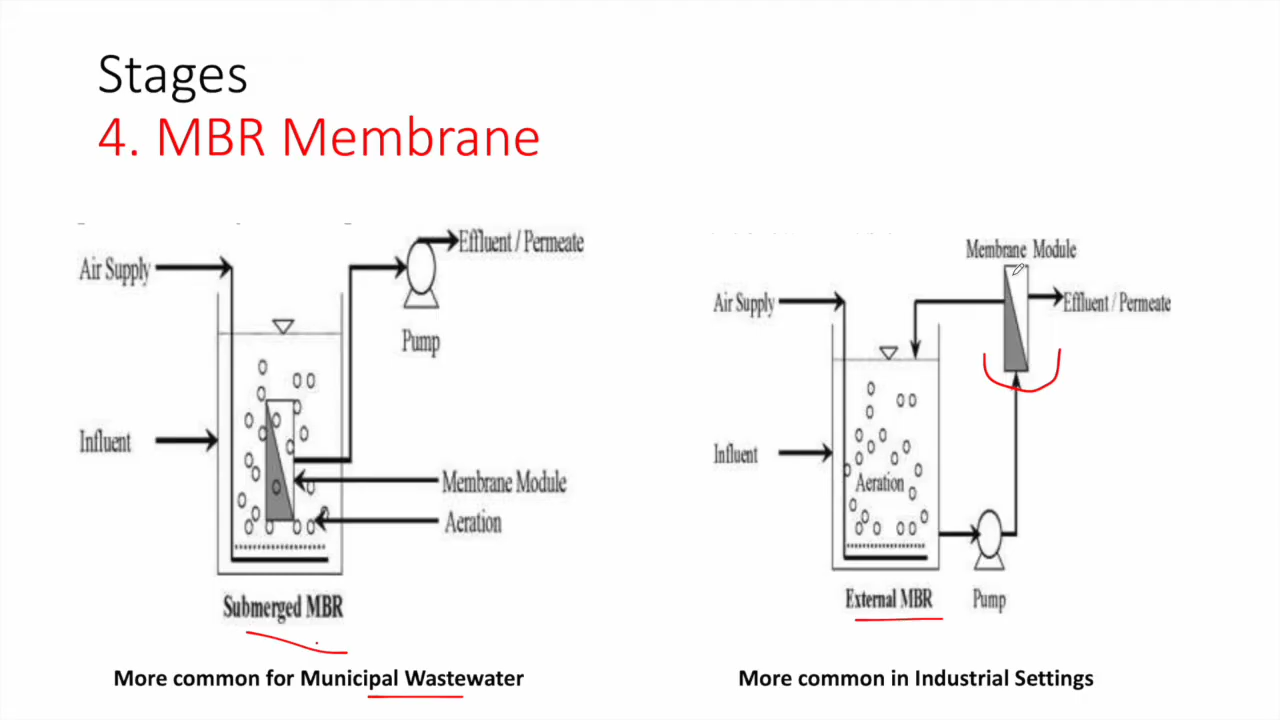 Stages
4. MBR Membrane
Effluent / Permeate
Air Supply
Pump
Influent
Membrane Module
Aeration
Submerged MBR
More common for Municipal Wastewater
Membrane Module
Air Supply
Effluent / Permeate
Influent
Aeration
External MBR
Pump
More common in Industrial Settings